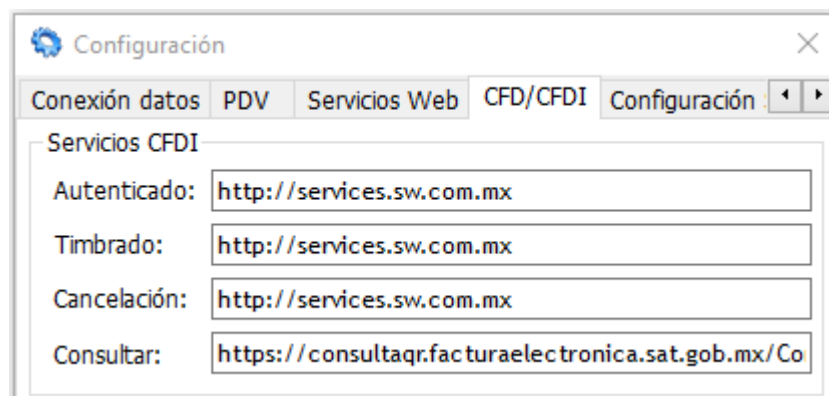 Configuración
Conexión datos PDV Servicios Web CFD/CFDI Configuración
Servicios CFDI
Autenticado: http://services.sw.com.mx
Timbrado: http://services.sw.com.mx
Cancelación: http://services.sw.com.mx
Consultar: https://consultaqr.facturaelectronica.sat.gob.mx/Co